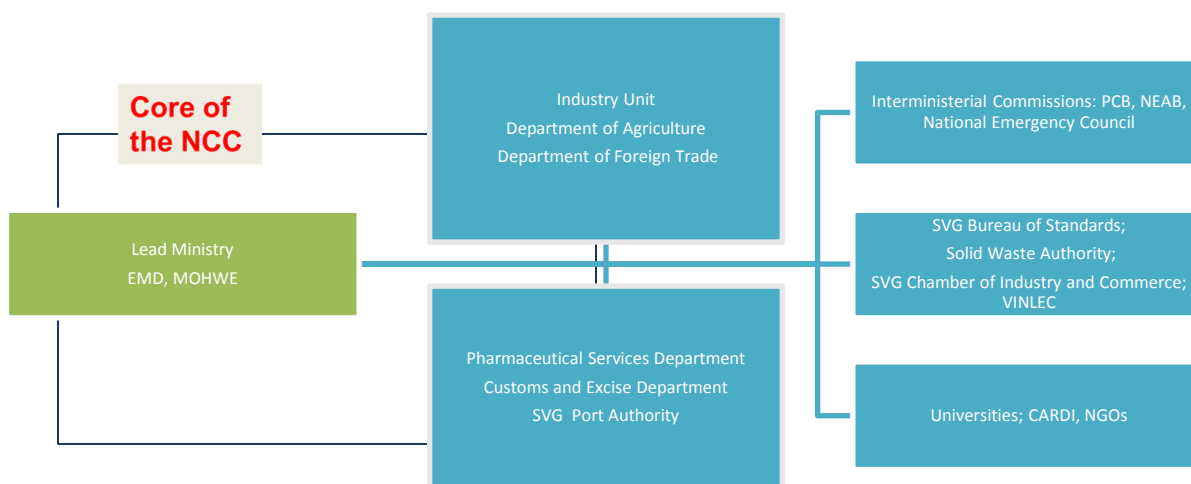 Core of
the NCC
Lead Ministry
EMD, MOHWE
Industry Unit
Department of Agriculture
Department of Foreign Trade
Pharmaceutical Services Department
Customs and Excise Department
SVG Port Authority
Interministerial Commissions: PCB, NEAB,
National Emergency Council
SVG Bureau of Standards;
Solid Waste Authority;
SVG Chamber of Industry and Commerce;
VINLEC
Universities; CARDI, NGOs